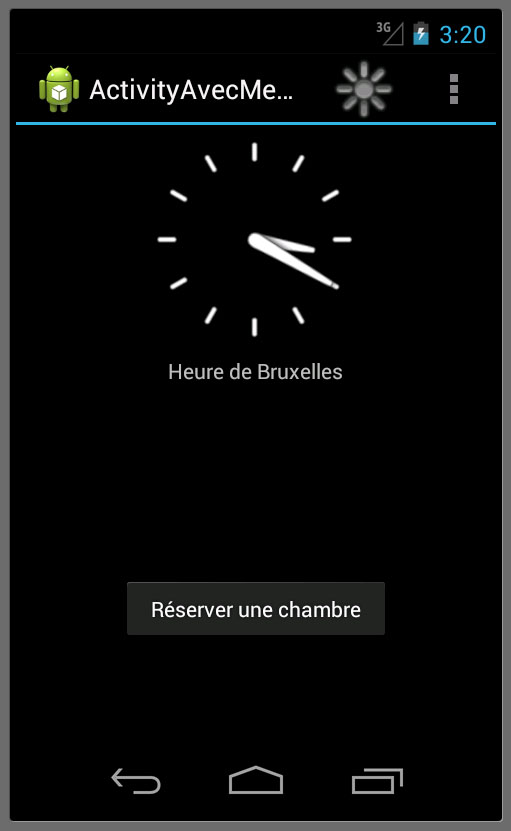 3G 3:20
ActivityAvecMe...
Heure de Bruxelles
Réserver une chambre